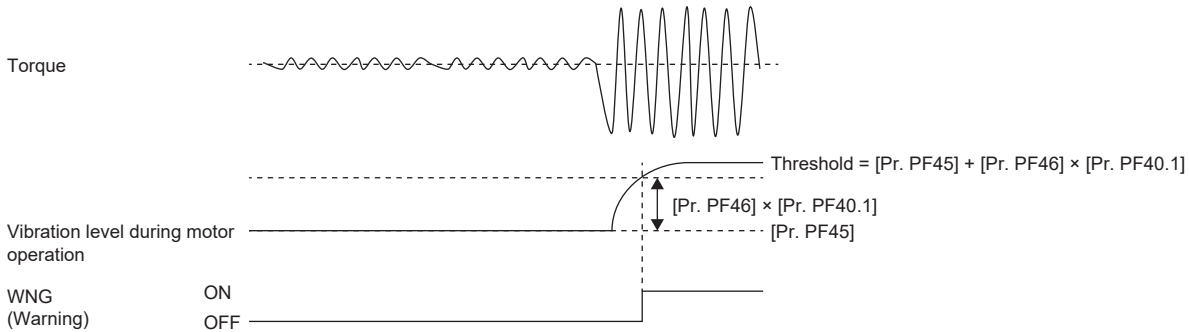 Torque
Threshold = [Pr. PF45] + [Pr. PF46] × [Pr. PF40.1]
[Pr. PF46] × [Pr. PF40.1]
Vibration level during motor
operation
[Pr. PF45]
WNG
(Warning)
ON
OFF